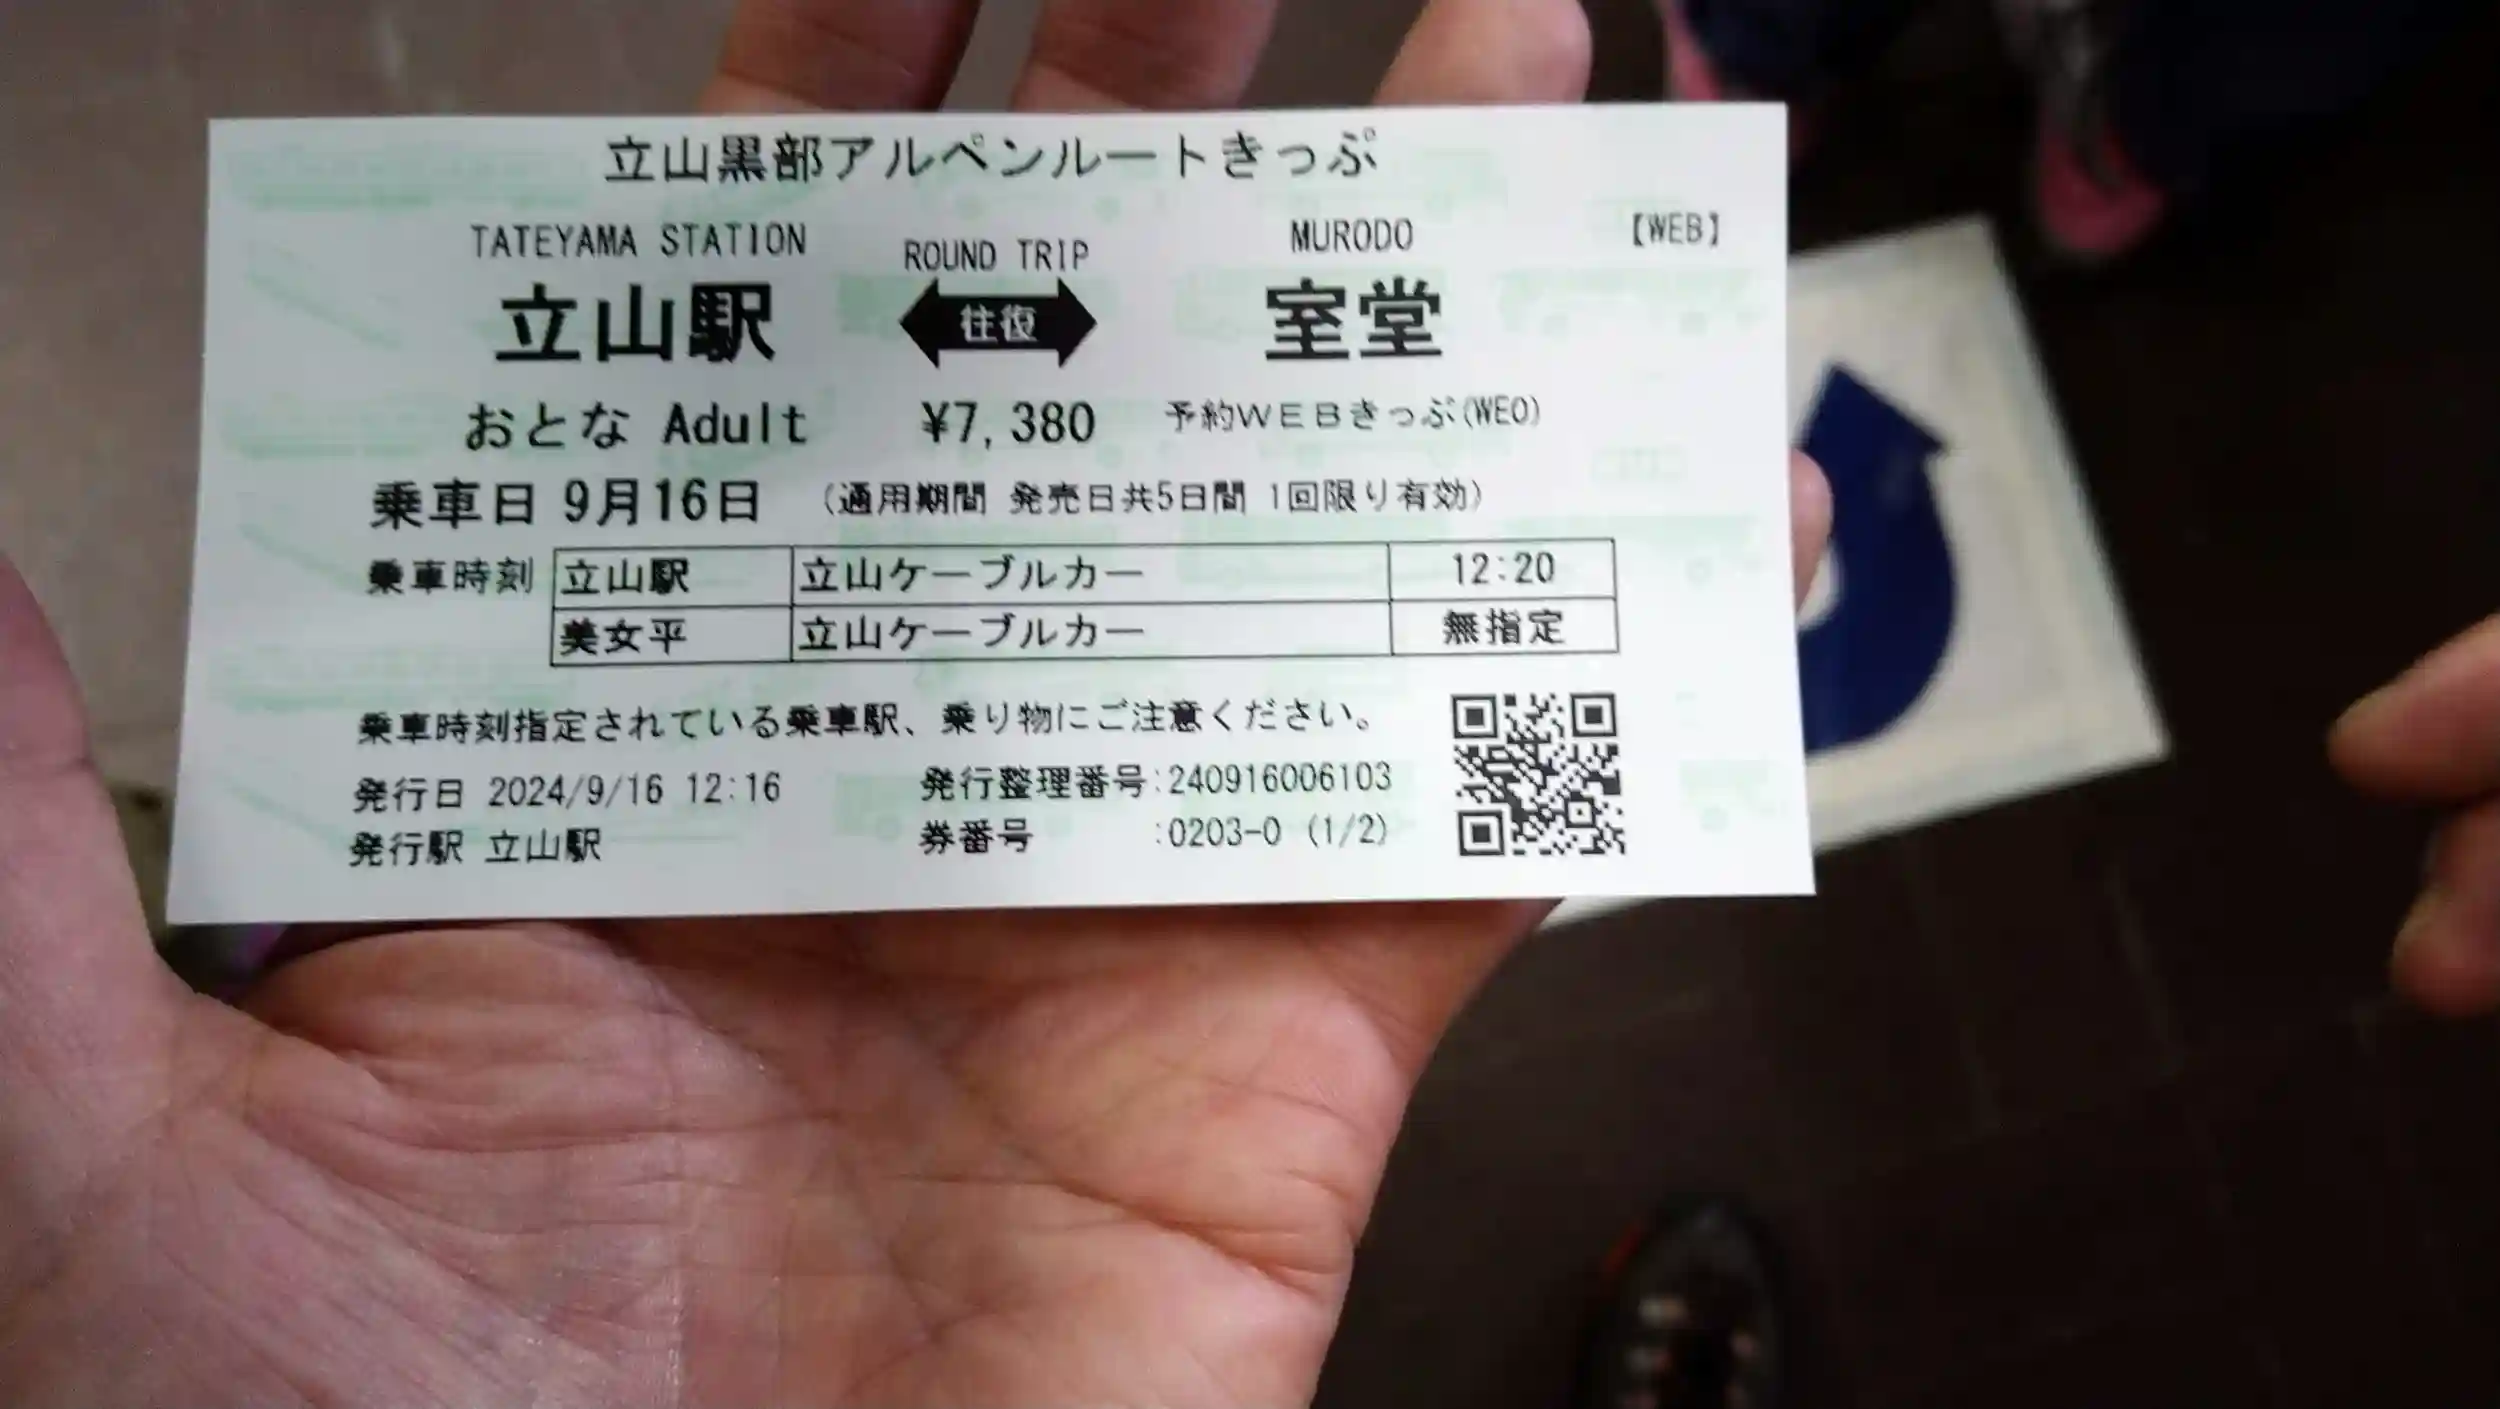 立山黒部アルペンルートきっぷ
TATEYAMA STATION ROUND TRIP MURODO 【WEB】
立山駅 往復 室堂
おとな Adult ¥7,380 予約WEBきっぷ(WEO)
乗車日 9月16日 (通用期間 発売日共5日間 1回限り有効)
乗車時刻 立山駅 立山ケーブルカー 12:20
美女平 立山ケーブルカー 無指定
乗車時刻指定されている乗車駅、乗り物にご注意ください。
発行日 2024/9/16 12:16 発行整理番号:240916006103
発行駅 立山駅 券番号 :0203-0 (1/2)